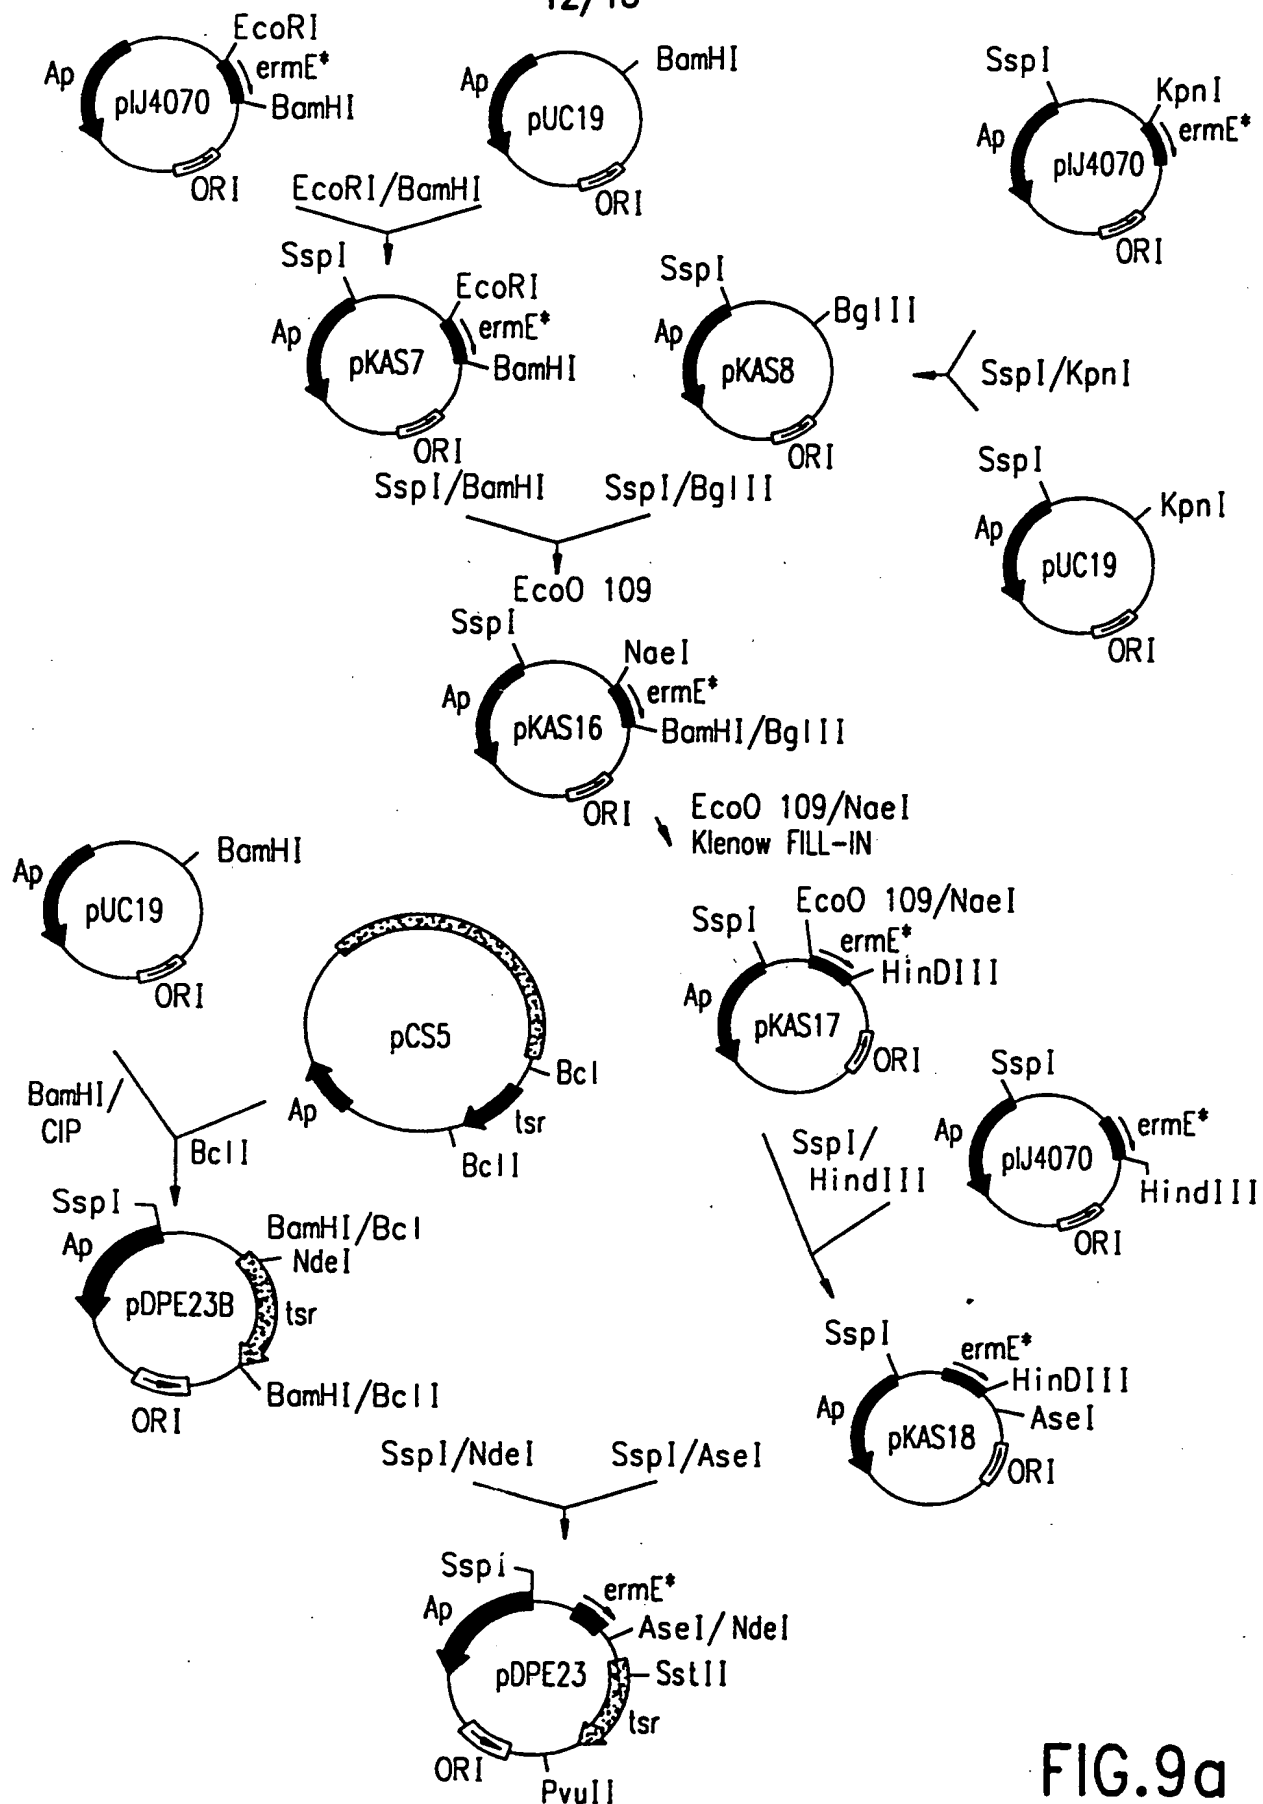 EcoRI
Ap
ermE*
pIJ4070
BamHI
ORI
BamHI
Ap
pUC19
ORI
EcoRI/BamHI
SspI
KpnI
Ap
ermE*
pIJ4070
ORI
SspI
EcoRI
Ap
ermE*
pKAS7
BamHI
ORI
SspI
BglII
Ap
pKAS8
ORI
SspI/KpnI
SspI
KpnI
Ap
pUC19
ORI
SspI/BamHI
SspI/BglII
EcoO 109
SspI
NaeI
Ap
ermE*
pKAS16
BamHI/BglII
ORI
EcoO 109/NaeI
Klenow FILL-IN
BamHI
Ap
pUC19
ORI
pCS5
BclI
Ap
tsr
BclI
BamHI/
CIP
BclI
SspI
EcoO 109/NaeI
ermE*
HinDIII
Ap
pKAS17
ORI
SspI
Ap
ermE*
pIJ4070
HindIII
ORI
SspI/
HindIII
SspI
BamHI/BclI
NdeI
Ap
pDPE23B
tsr
BamHI/BclI
ORI
SspI
ermE*
HinDIII
Ap
AseI
pKAS18
ORI
SspI/NdeI
SspI/AseI
Sspi
ermE*
Ap
AseI/NdeI
pDPE23
SstII
tsr
ORI
PvuII
FIG.9a